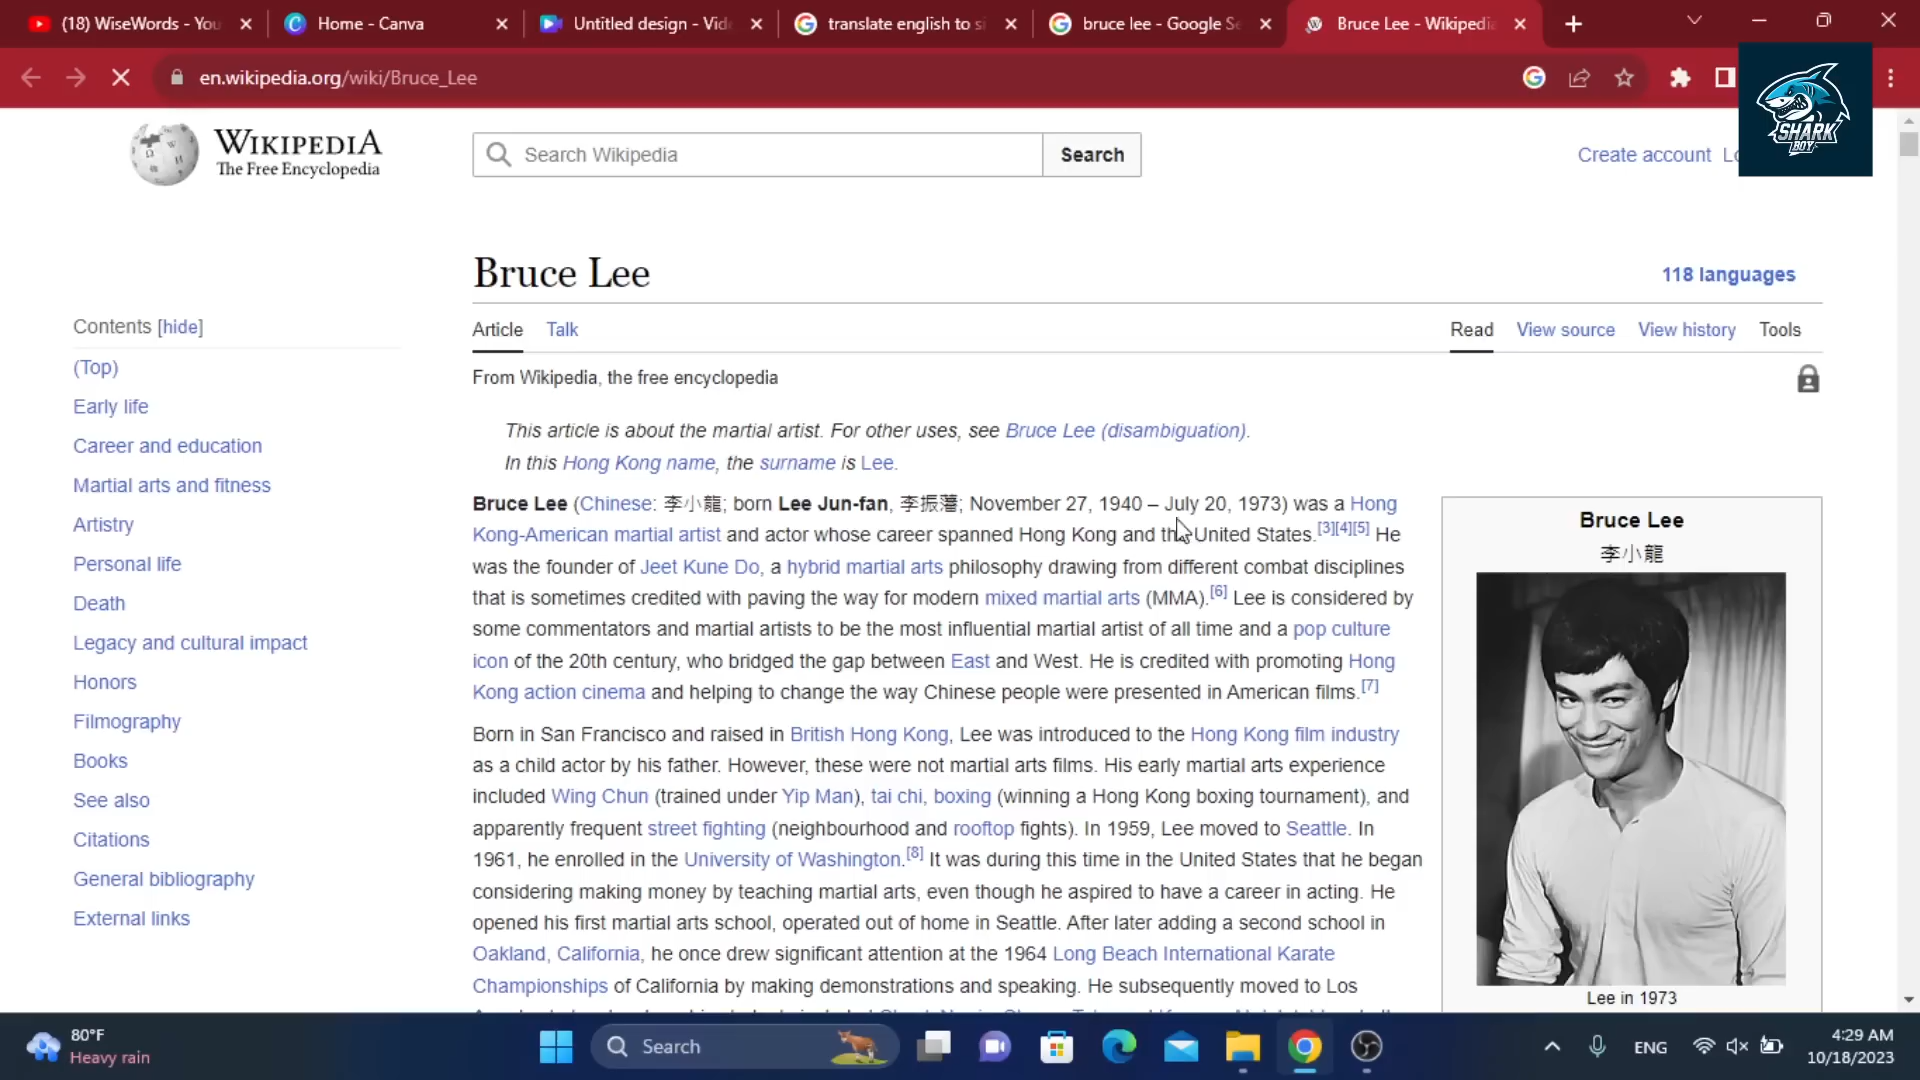 (18) WiseWords - You
Home - Canva
Untitled design - Vide
translate english to si
bruce lee - Google Se
Bruce Lee - Wikipedia
en.wikipedia.org/wiki/Bruce_Lee
SHARK
BOY
WIKIPEDIA
The Free Encyclopedia
Search Wikipedia
Search
Create account
Bruce Lee
118 languages
Contents [hide]
(Top)
Early life
Career and education
Martial arts and fitness
Artistry
Personal life
Death
Legacy and cultural impact
Honors
Filmography
Books
See also
Citations
General bibliography
External links
Article Talk
Read View source View history Tools
From Wikipedia, the free encyclopedia
This article is about the martial artist. For other uses, see Bruce Lee (disambiguation).
In this Hong Kong name, the surname is Lee.
Bruce Lee (Chinese: 李小龍; born Lee Jun-fan, 李振藩; November 27, 1940 – July 20, 1973) was a Hong
Kong-American martial artist and actor whose career spanned Hong Kong and the United States.[3][4][5] He
was the founder of Jeet Kune Do, a hybrid martial arts philosophy drawing from different combat disciplines
that is sometimes credited with paving the way for modern mixed martial arts (MMA).[6] Lee is considered by
some commentators and martial artists to be the most influential martial artist of all time and a pop culture
icon of the 20th century, who bridged the gap between East and West. He is credited with promoting Hong
Kong action cinema and helping to change the way Chinese people were presented in American films.[7]
Born in San Francisco and raised in British Hong Kong, Lee was introduced to the Hong Kong film industry
as a child actor by his father. However, these were not martial arts films. His early martial arts experience
included Wing Chun (trained under Yip Man), tai chi, boxing (winning a Hong Kong boxing tournament), and
apparently frequent street fighting (neighbourhood and rooftop fights). In 1959, Lee moved to Seattle. In
1961, he enrolled in the University of Washington.[8] It was during this time in the United States that he began
considering making money by teaching martial arts, even though he aspired to have a career in acting. He
opened his first martial arts school, operated out of home in Seattle. After later adding a second school in
Oakland, California, he once drew significant attention at the 1964 Long Beach International Karate
Championships of California by making demonstrations and speaking. He subsequently moved to Los
Bruce Lee
李小龍
Lee in 1973
80°F
Heavy rain
Search
ENG
4:29 AM
10/18/2023